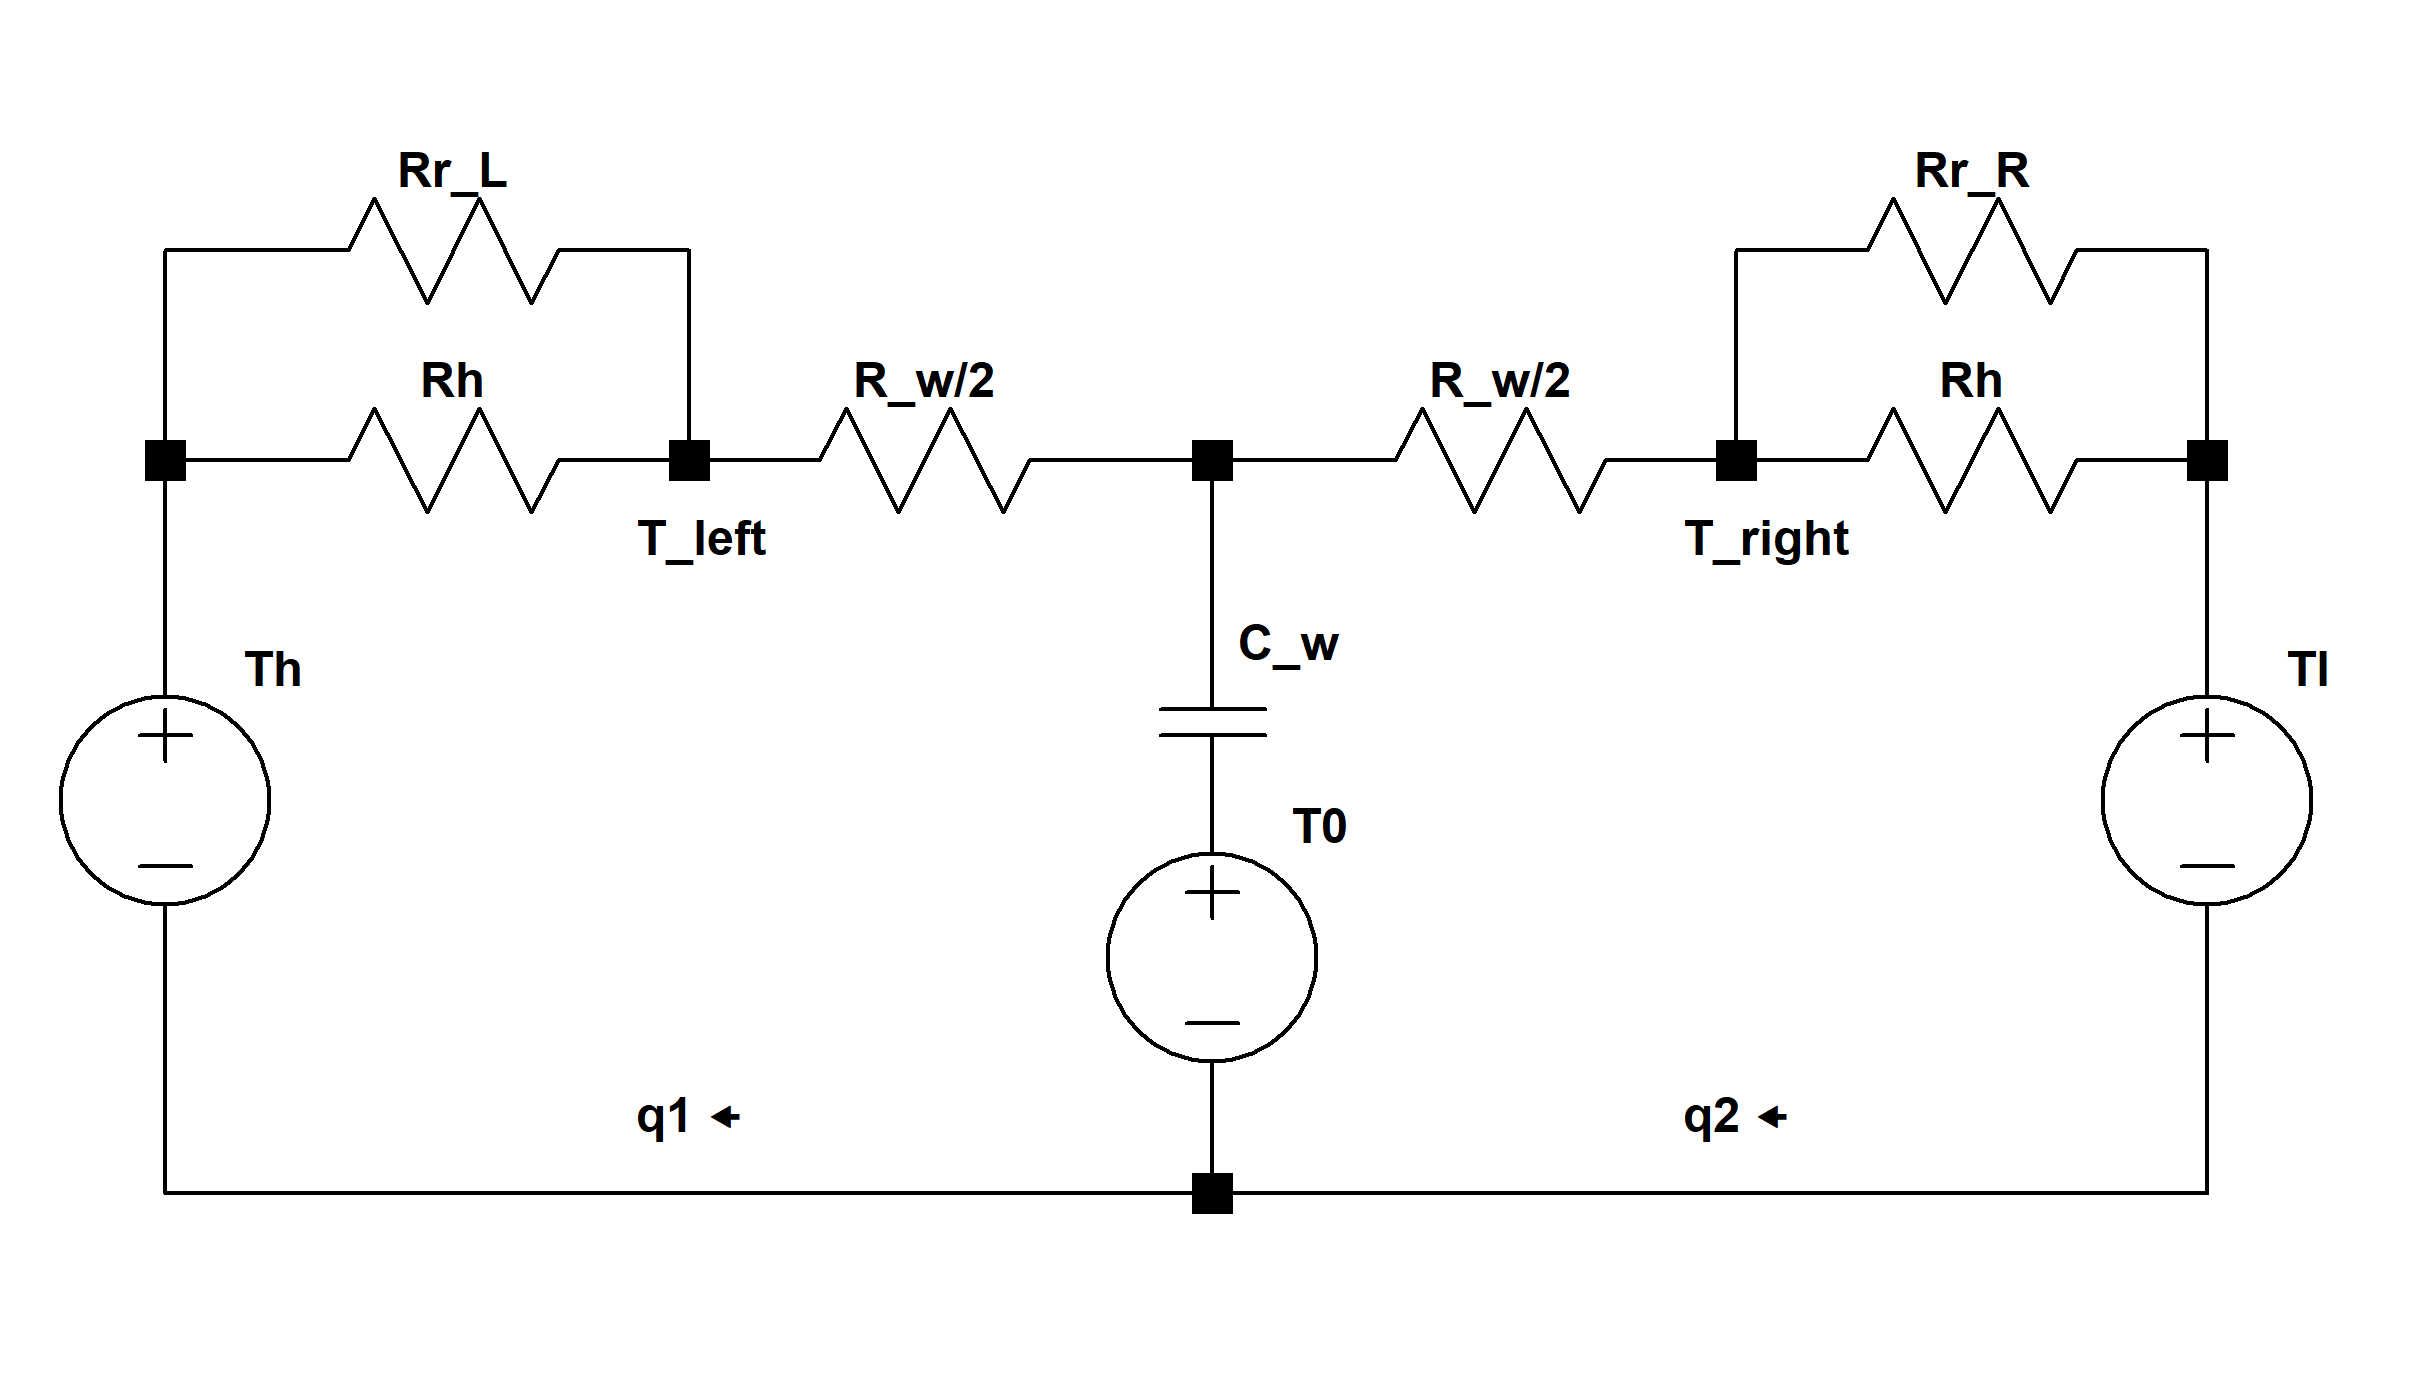 Rr_L
Rr_R
Rh
R_w/2
R_w/2
Rh
T_left
T_right
C_w
Th
Tl
T0
q1
q2